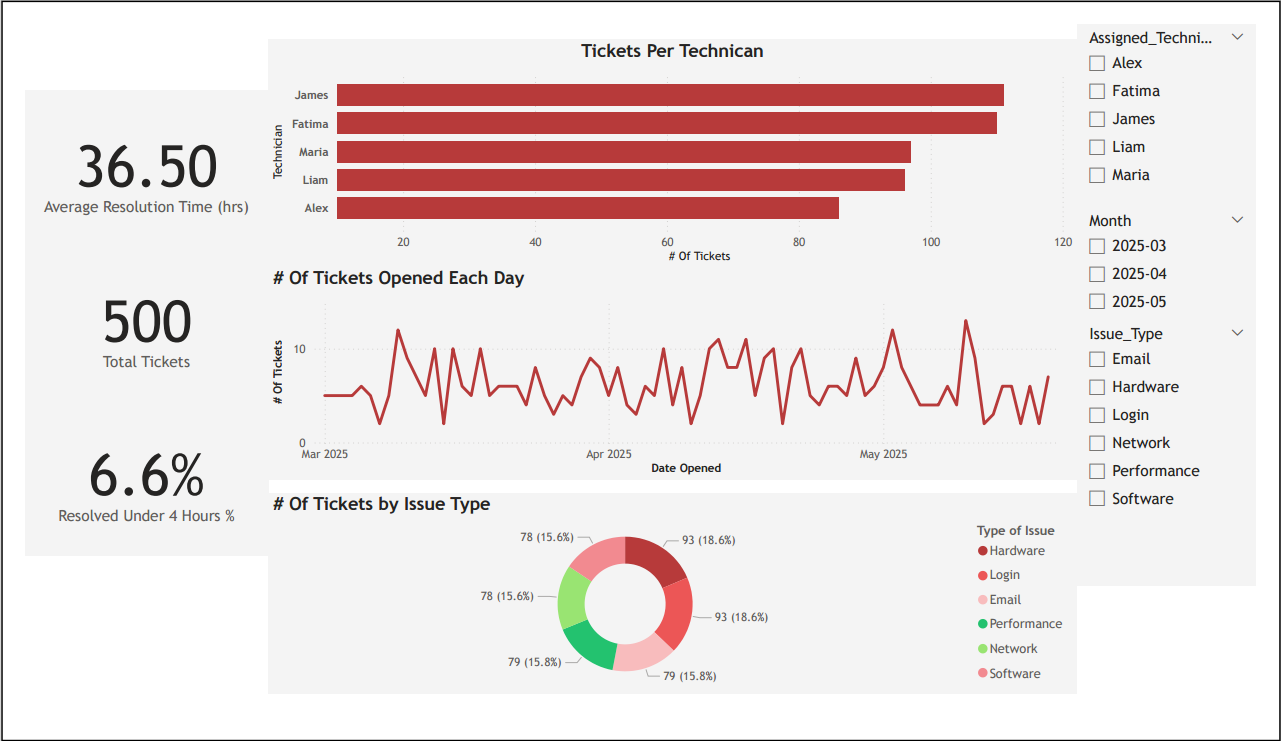 36.50
Average Resolution Time (hrs)
500
Total Tickets
6.6%
Resolved Under 4 Hours %
Tickets Per Technican
Technician
James
Fatima
Maria
Liam
Alex
20 40 60 80 100 120
# Of Tickets
# Of Tickets Opened Each Day
# Of Tickets
10
0
Mar 2025 Apr 2025 May 2025
Date Opened
# Of Tickets by Issue Type
78 (15.6%)
93 (18.6%)
78 (15.6%)
93 (18.6%)
79 (15.8%)
79 (15.8%)
Type of Issue
Hardware
Login
Email
Performance
Network
Software
Assigned_Techni...
Alex
Fatima
James
Liam
Maria
Month
2025-03
2025-04
2025-05
Issue_Type
Email
Hardware
Login
Network
Performance
Software